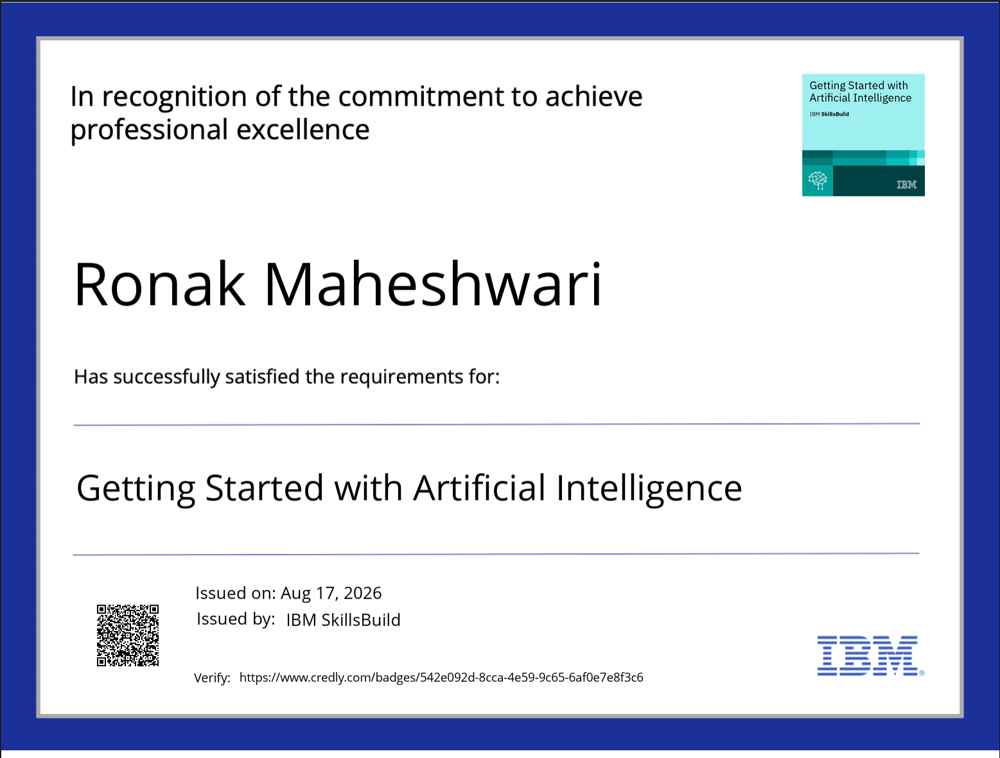 In recognition of the commitment to achieve
professional excellence
Getting Started with
Artificial Intelligence
IBM SkillsBuild
IBM
Ronak Maheshwari
Has successfully satisfied the requirements for:
Getting Started with Artificial Intelligence
Issued on: Aug 17, 2026
Issued by: IBM SkillsBuild
Verify: https://www.credly.com/badges/542e092d-8cca-4e59-9c65-6af0e7e8f3c6
IBM®